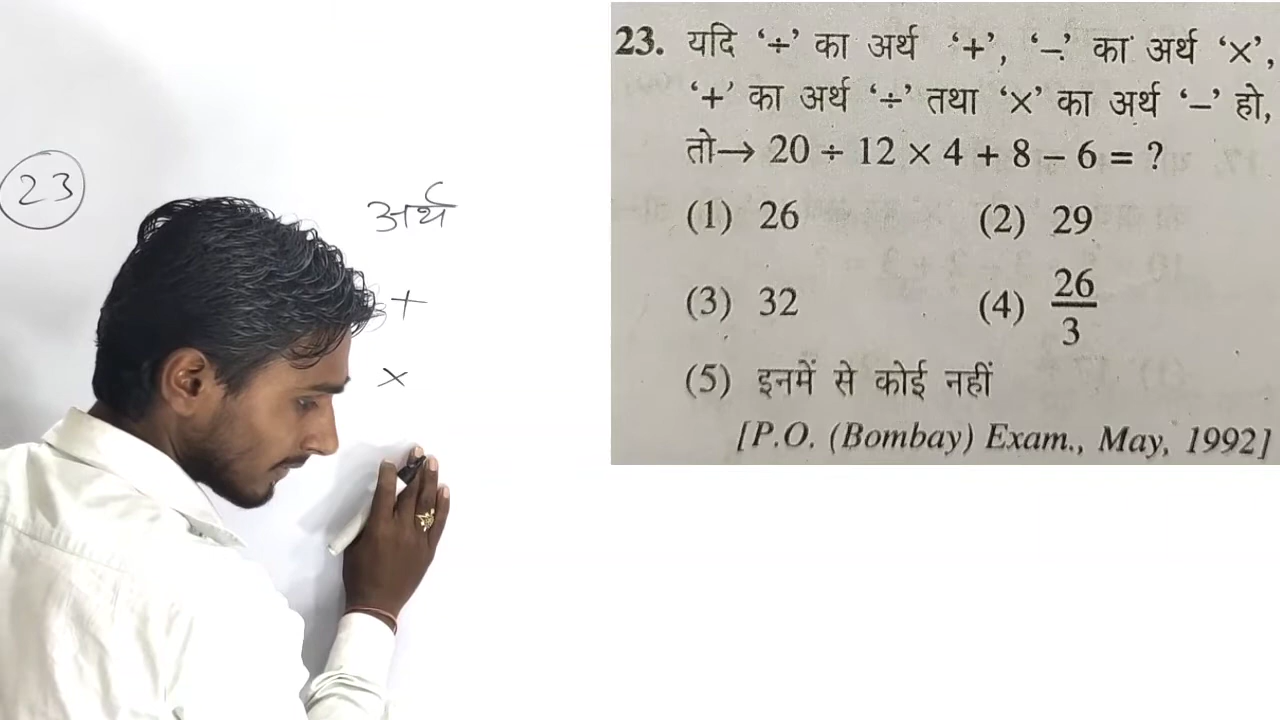 23
अर्थ
+
×
23. यदि ‘÷’ का अर्थ ‘+’, ‘–’ का अर्थ ‘×’,
‘+’ का अर्थ ‘÷’ तथा ‘×’ का अर्थ ‘–’ हो,
तो→ 20 ÷ 12 × 4 + 8 – 6 = ?
(1) 26 (2) 29
(3) 32 (4) 26/3
(5) इनमें से कोई नहीं
[P.O. (Bombay) Exam., May, 1992]